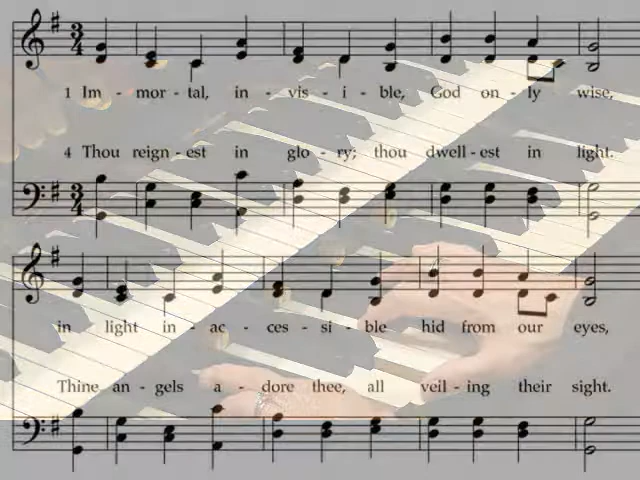 1 Im - mor - tal, in - vis - i - ble, God on - ly wise,
4 Thou reign - est in glo - ry; thou dwell - est in light.
in light in - ac - ces - si - ble hid from our eyes,
Thine an - gels a - dore thee, all veil - ing their sight.